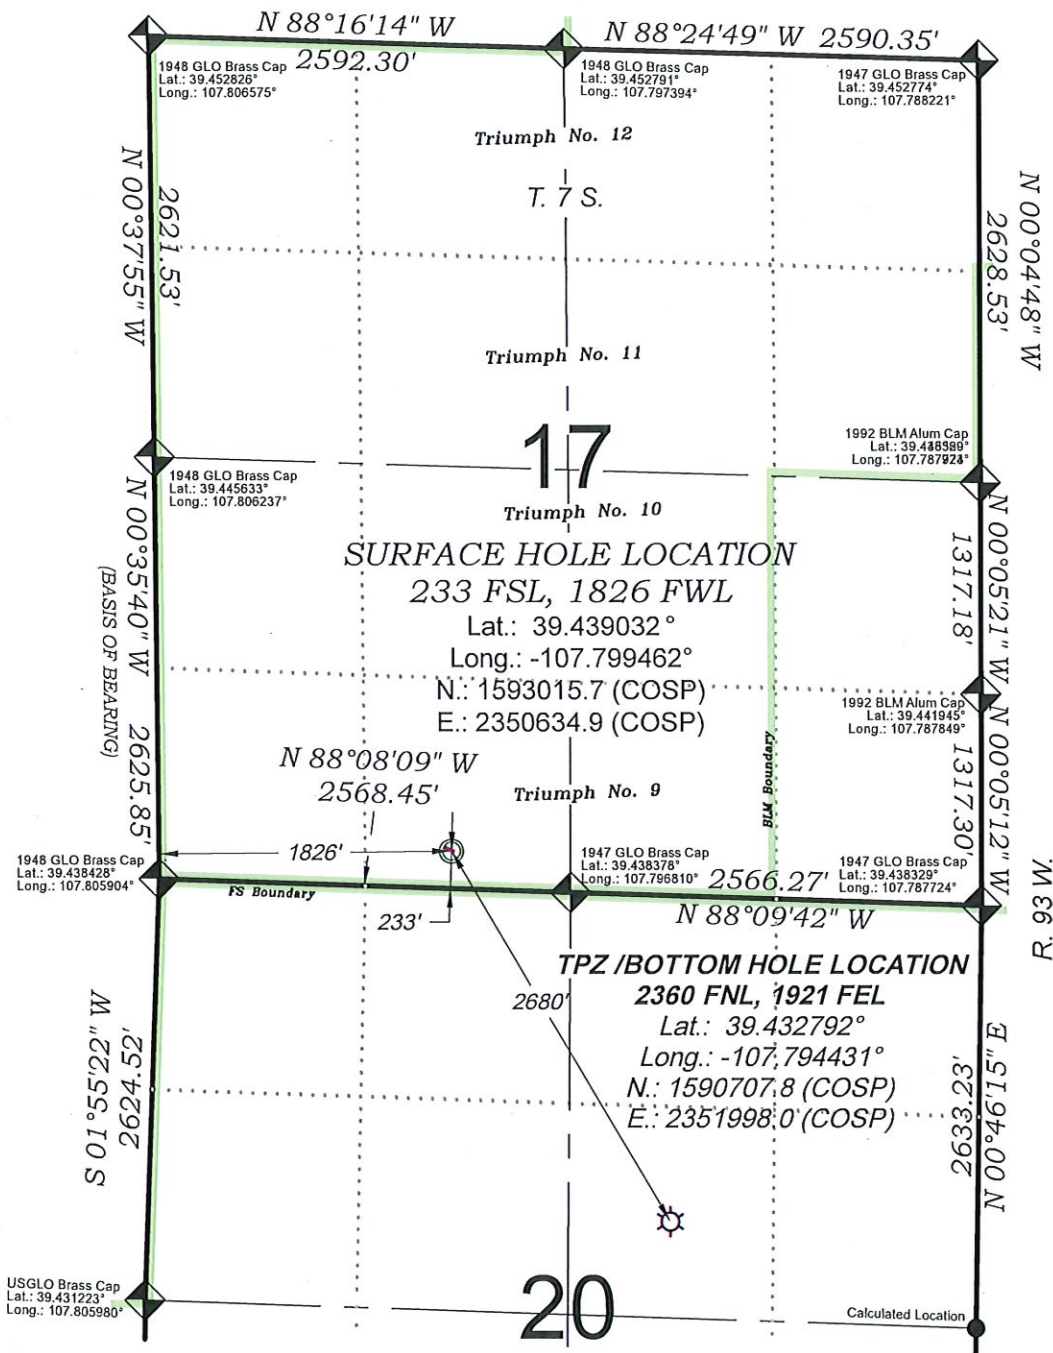 N 88°16'14" W
2592.30'
N 88°24'49" W 2590.35'
1948 GLO Brass Cap
Lat.: 39.452826°
Long.: 107.806575°
1948 GLO Brass Cap
Lat.: 39.452791°
Long.: 107.797394°
1947 GLO Brass Cap
Lat.: 39.452774°
Long.: 107.788221°
Triumph No. 12
T. 7 S.
N 00°37'55" W
2621.53'
N 00°04'48" W
2628.53'
Triumph No. 11
17
1948 GLO Brass Cap
Lat.: 39.445633°
Long.: 107.806237°
1992 BLM Alum Cap
Lat.:
Long.:
Triumph No. 10
SURFACE HOLE LOCATION
233 FSL, 1826 FWL
Lat.: 39.439032°
Long.: -107.799462°
N.: 1593015.7 (COSP)
E.: 2350634.9 (COSP)
N 00°35'40" W
2625.85'
(BASIS OF BEARING)
N 00°05'21" W
1317.18'
1992 BLM Alum Cap
Lat.: 39.441945°
Long.: 107.787849°
N 00°05'12" W
1317.30'
BLM Boundary
N 88°08'09" W
2568.45'
Triumph No. 9
1826'
1948 GLO Brass Cap
Lat.: 39.438428°
Long.: 107.805904°
FS Boundary
233'
1947 GLO Brass Cap
Lat.: 39.438378°
Long.: 107.796810°
2566.27'
N 88°09'42" W
1947 GLO Brass Cap
Lat.: 39.438329°
Long.: 107.787724°
R. 93 W.
TPZ /BOTTOM HOLE LOCATION
2360 FNL, 1921 FEL
Lat.: 39.432792°
Long.: -107.794431°
N.: 1590707.8 (COSP)
E.: 2351998.0 (COSP)
2680'
S 01°55'22" W
2624.52'
N 00°46'15" E
2633.23'
USGLO Brass Cap
Lat.: 39.431223°
Long.: 107.805980°
20
Calculated Location